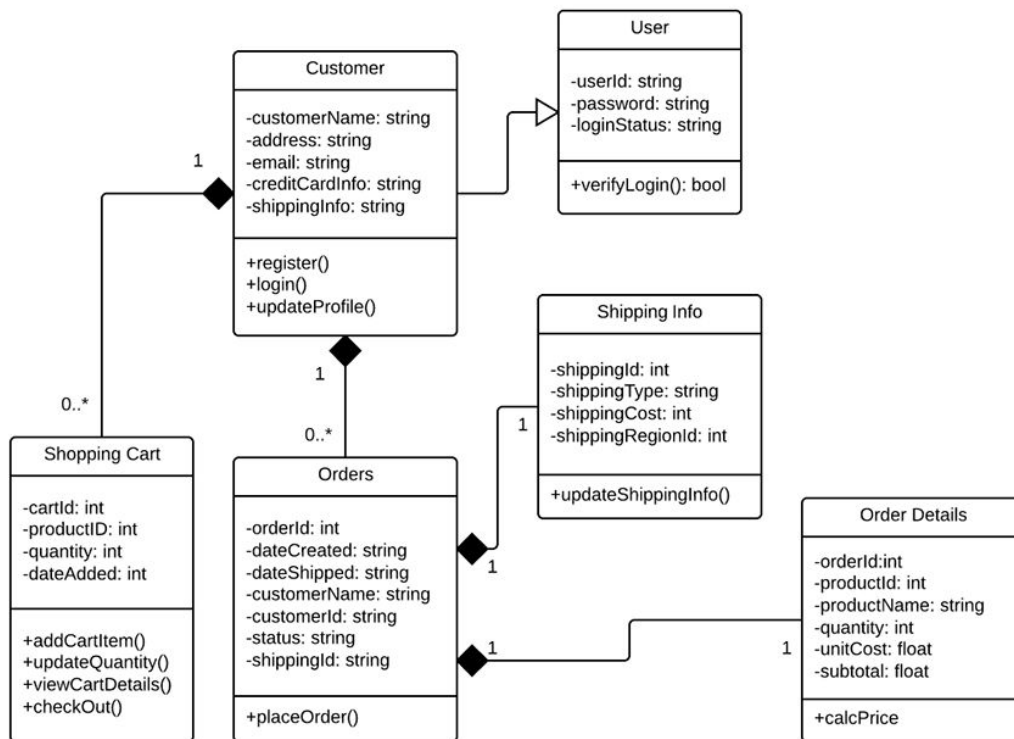 User
-userId: string
-password: string
-loginStatus: string
+verifyLogin(): bool
Customer
-customerName: string
-address: string
-email: string
-creditCardInfo: string
-shippingInfo: string
+register()
+login()
+updateProfile()
1
0..*
1
0..*
Shopping Cart
-cartId: int
-productID: int
-quantity: int
-dateAdded: int
+addCartItem()
+updateQuantity()
+viewCartDetails()
+checkOut()
Orders
-orderId: int
-dateCreated: string
-dateShipped: string
-customerName: string
-customerId: string
-status: string
-shippingId: string
+placeOrder()
Shipping Info
-shippingId: int
-shippingType: string
-shippingCost: int
-shippingRegionId: int
+updateShippingInfo()
1
1
1
1
Order Details
-orderId:int
-productId: int
-productName: string
-quantity: int
-unitCost: float
-subtotal: float
+calcPrice